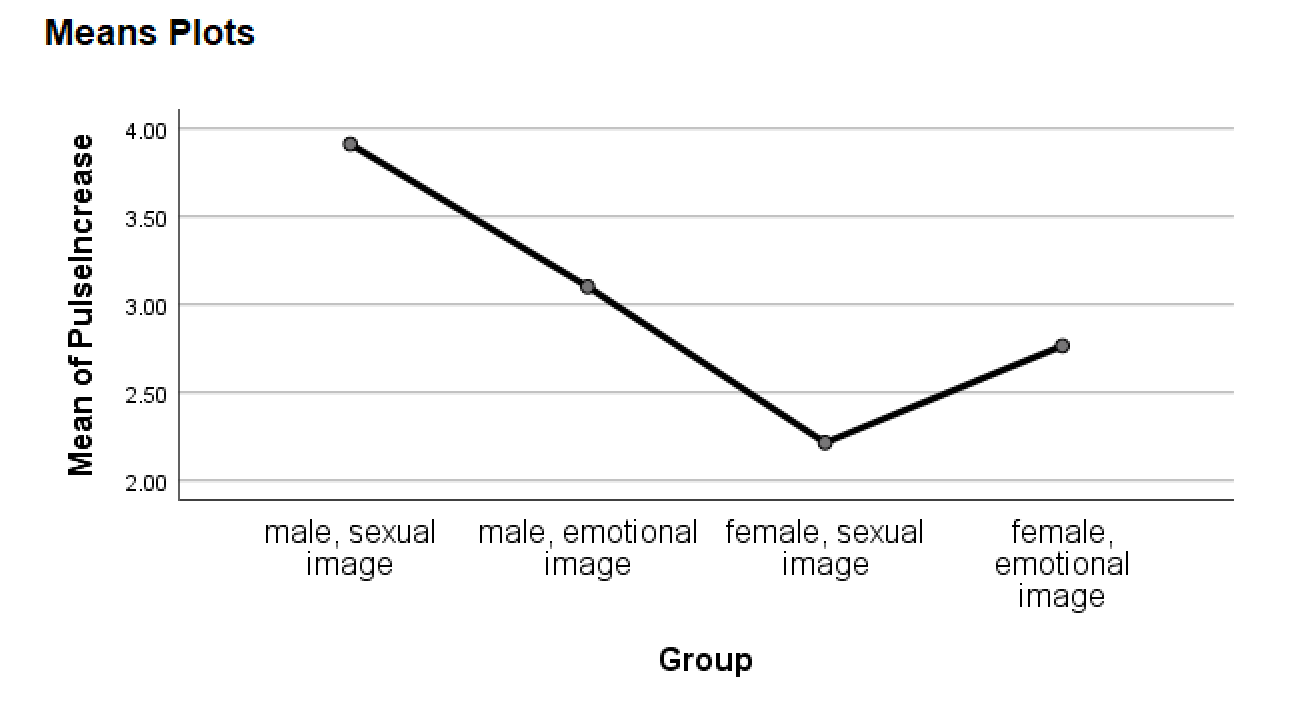 Means Plots
Mean of PulseIncrease
4.00
3.50
3.00
2.50
2.00
male, sexual
image
male, emotional
image
female, sexual
image
female,
emotional
image
Group